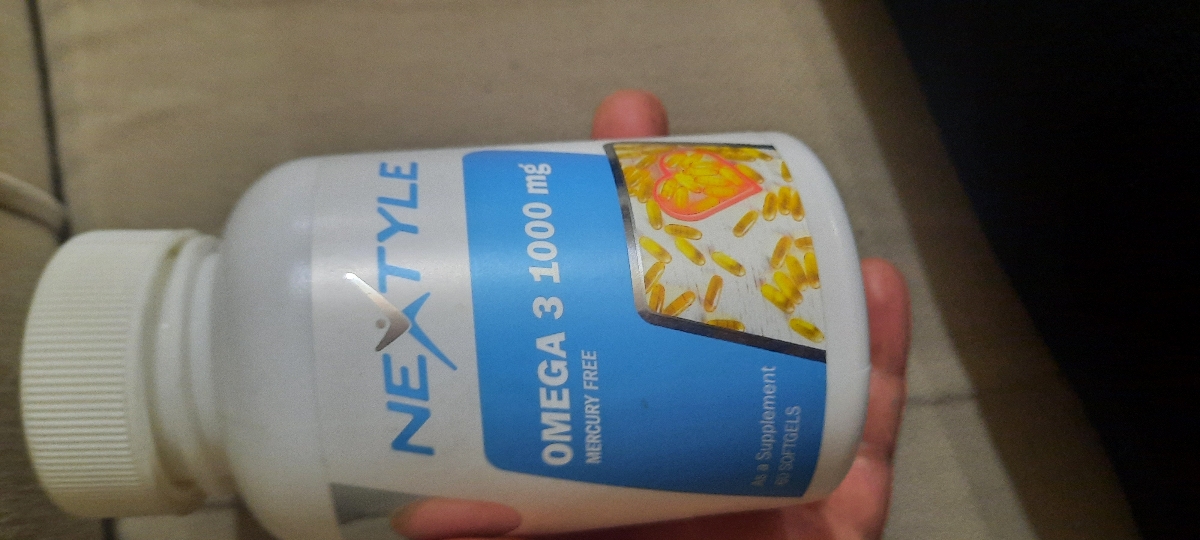 NEXTYLE
OMEGA 3 1000 mg
MERCURY FREE
As a Supplement
60 SOFTGELS